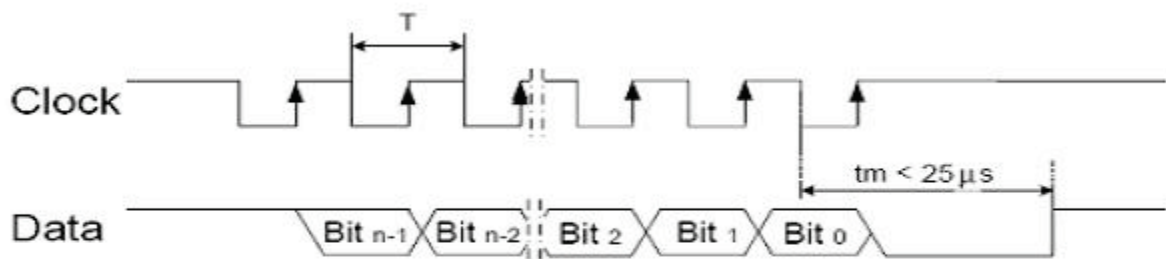 T
Clock
tm < 25 μs
Data Bit n-1 Bit n-2 Bit 2 Bit 1 Bit 0